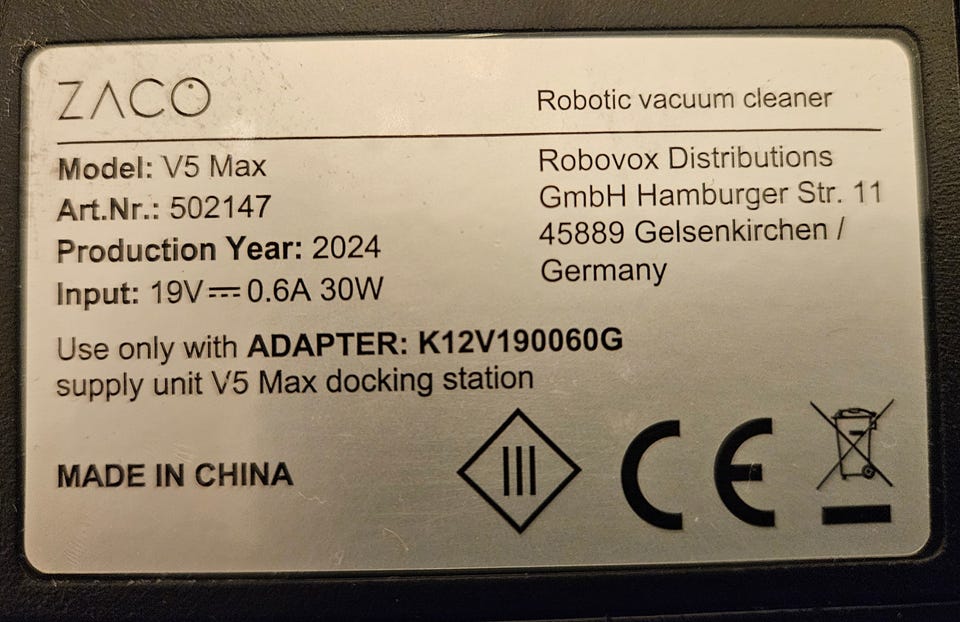 ZACO
Robotic vacuum cleaner
Model: V5 Max
Art.Nr.: 502147
Production Year: 2024
Input: 19V⎓0.6A 30W
Robovox Distributions
GmbH Hamburger Str. 11
45889 Gelsenkirchen /
Germany
Use only with ADAPTER: K12V190060G
supply unit V5 Max docking station
MADE IN CHINA
III
CE